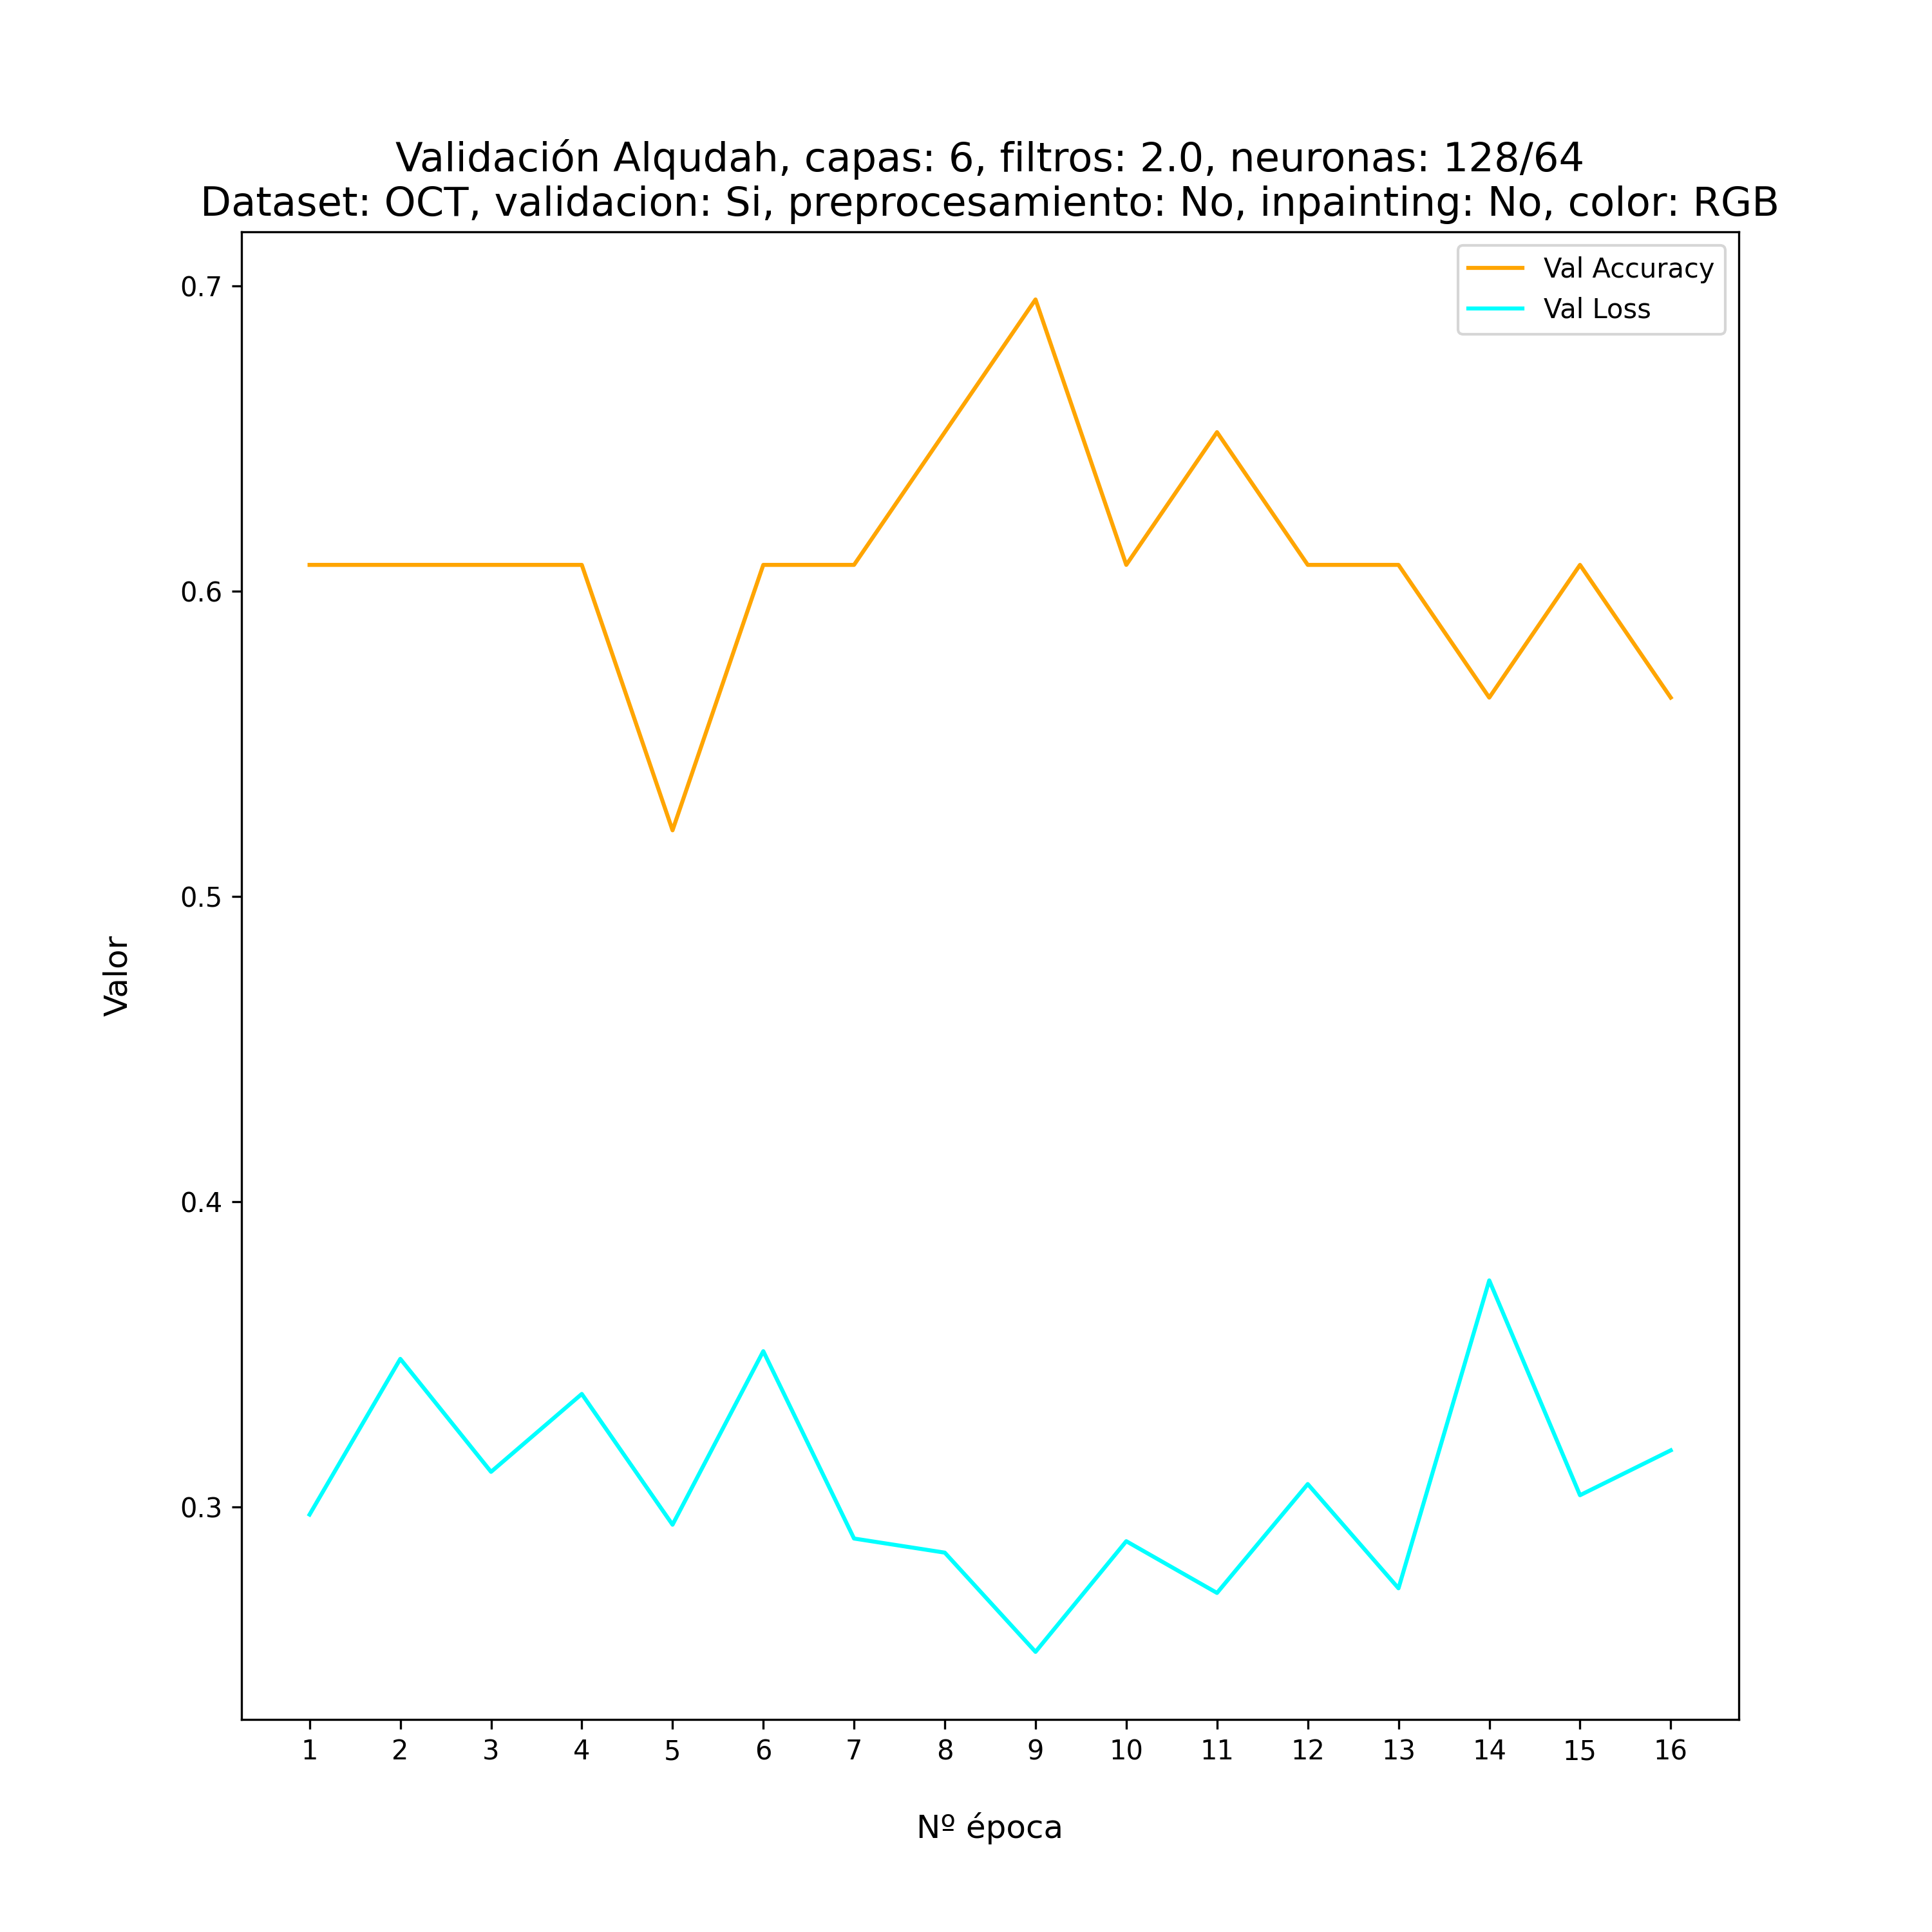 Validación Alqudah, capas: 6, filtros: 2.0, neuronas: 128/64
Dataset: OCT, validacion: Si, preprocesamiento: No, inpainting: No, color: RGB
Val Accuracy
Val Loss
0.7
0.6
0.5
0.4
0.3
Valor
1 2 3 4 5 6 7 8 9 10 11 12 13 14 15 16
Nº época